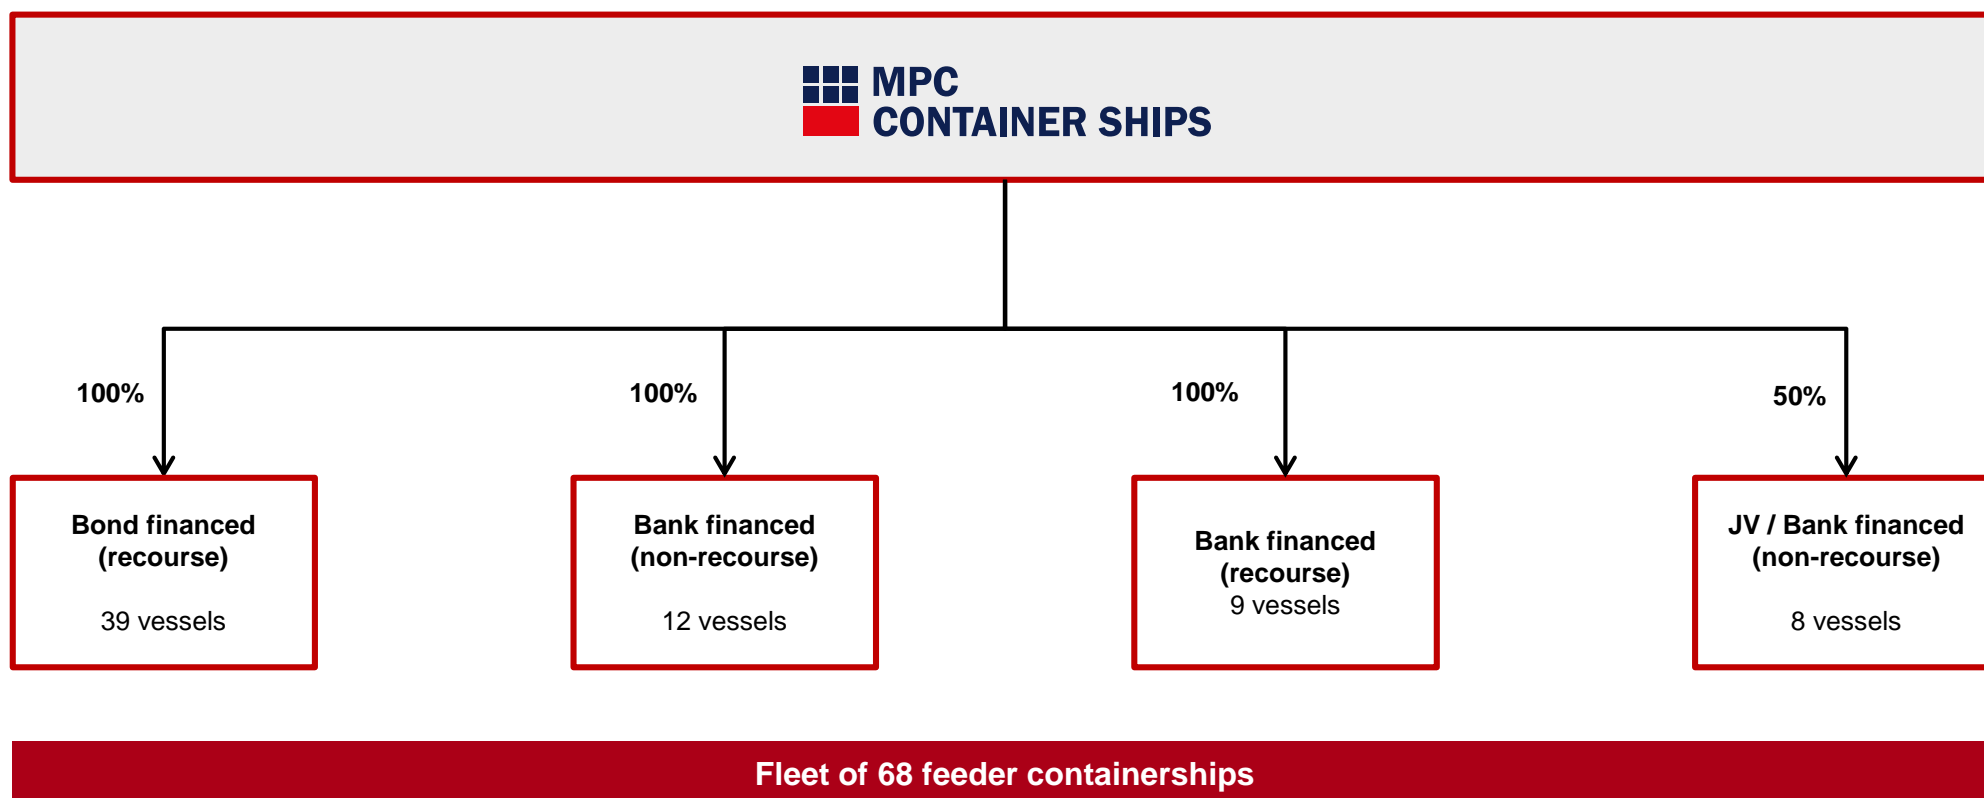 MPC
CONTAINER SHIPS
100%
100%
100%
50%
Bond financed
(recourse)
39 vessels
Bank financed
(non-recourse)
12 vessels
Bank financed
(recourse)
9 vessels
JV / Bank financed
(non-recourse)
8 vessels
Fleet of 68 feeder containerships